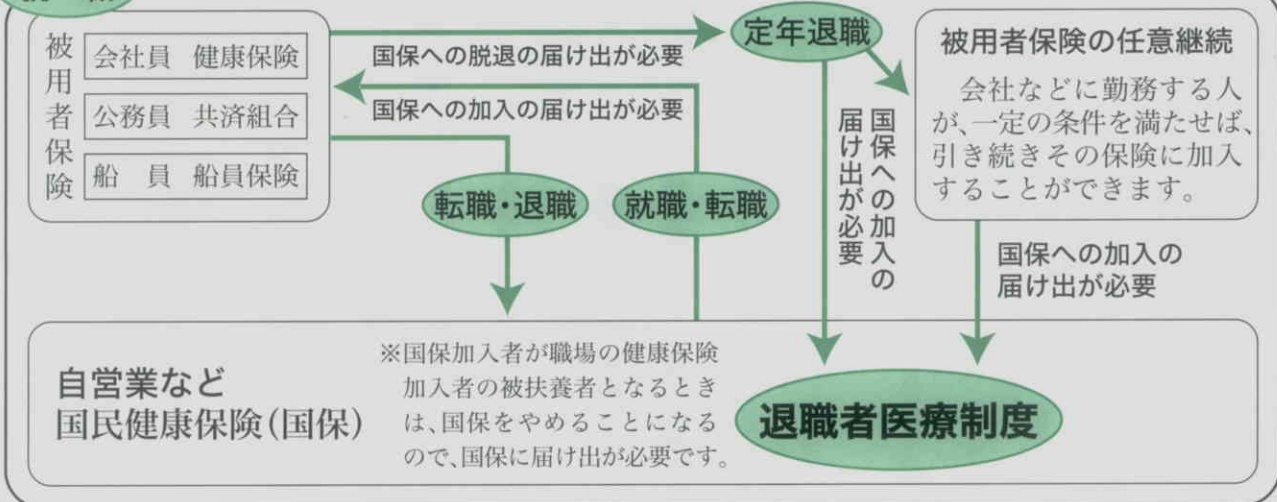 被用者保険
会社員 健康保険
公務員 共済組合
船 員 船員保険
国保への脱退の届け出が必要
国保への加入の届け出が必要
定年退職
転職・退職
就職・転職
国保への加入の
届け出が必要
被用者保険の任意継続
会社などに勤務する人
が、一定の条件を満たせば、
引き続きその保険に加入
することができます。
国保への加入の
届け出が必要
自営業など
国民健康保険(国保)
※国保加入者が職場の健康保険
加入者の被扶養者となるとき
は、国保をやめることになる
ので、国保に届け出が必要です。
退職者医療制度